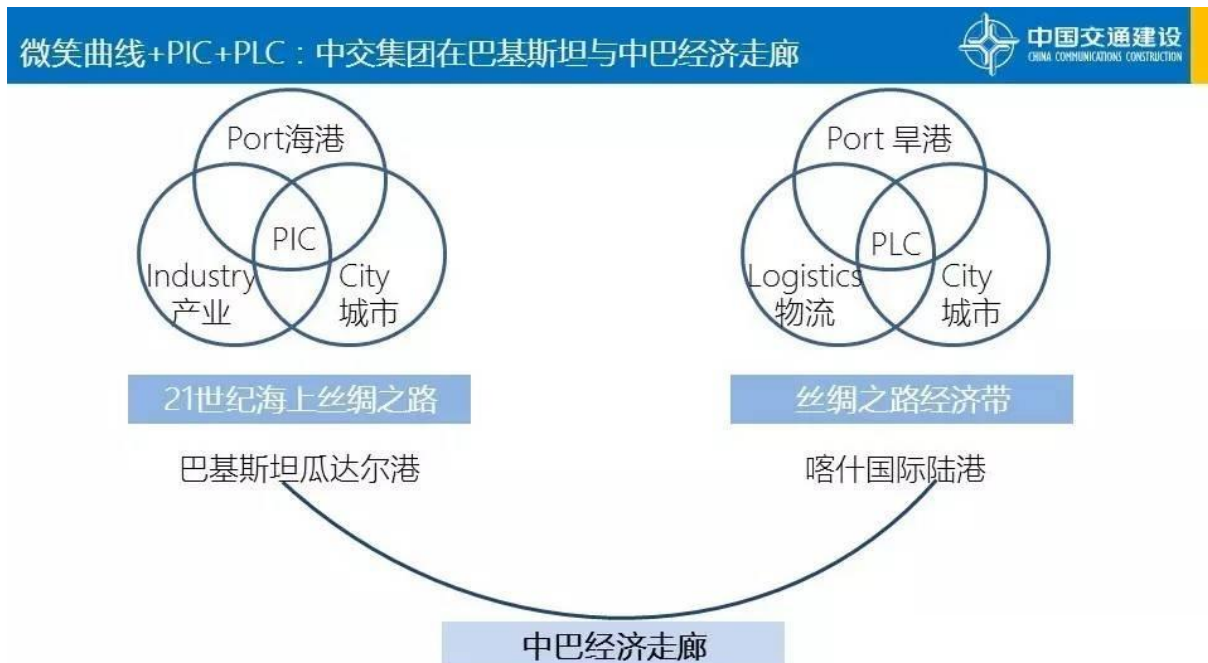 微笑曲线+PIC+PLC：中交集团在巴基斯坦与中巴经济走廊
中国交通建设
CHINA COMMUNICATIONS CONSTRUCTION
Port海港
PIC
Industry
产业
City
城市
Port 旱港
PLC
Logistics
物流
City
城市
21世纪海上丝绸之路
丝绸之路经济带
巴基斯坦瓜达尔港
喀什国际陆港
中巴经济走廊